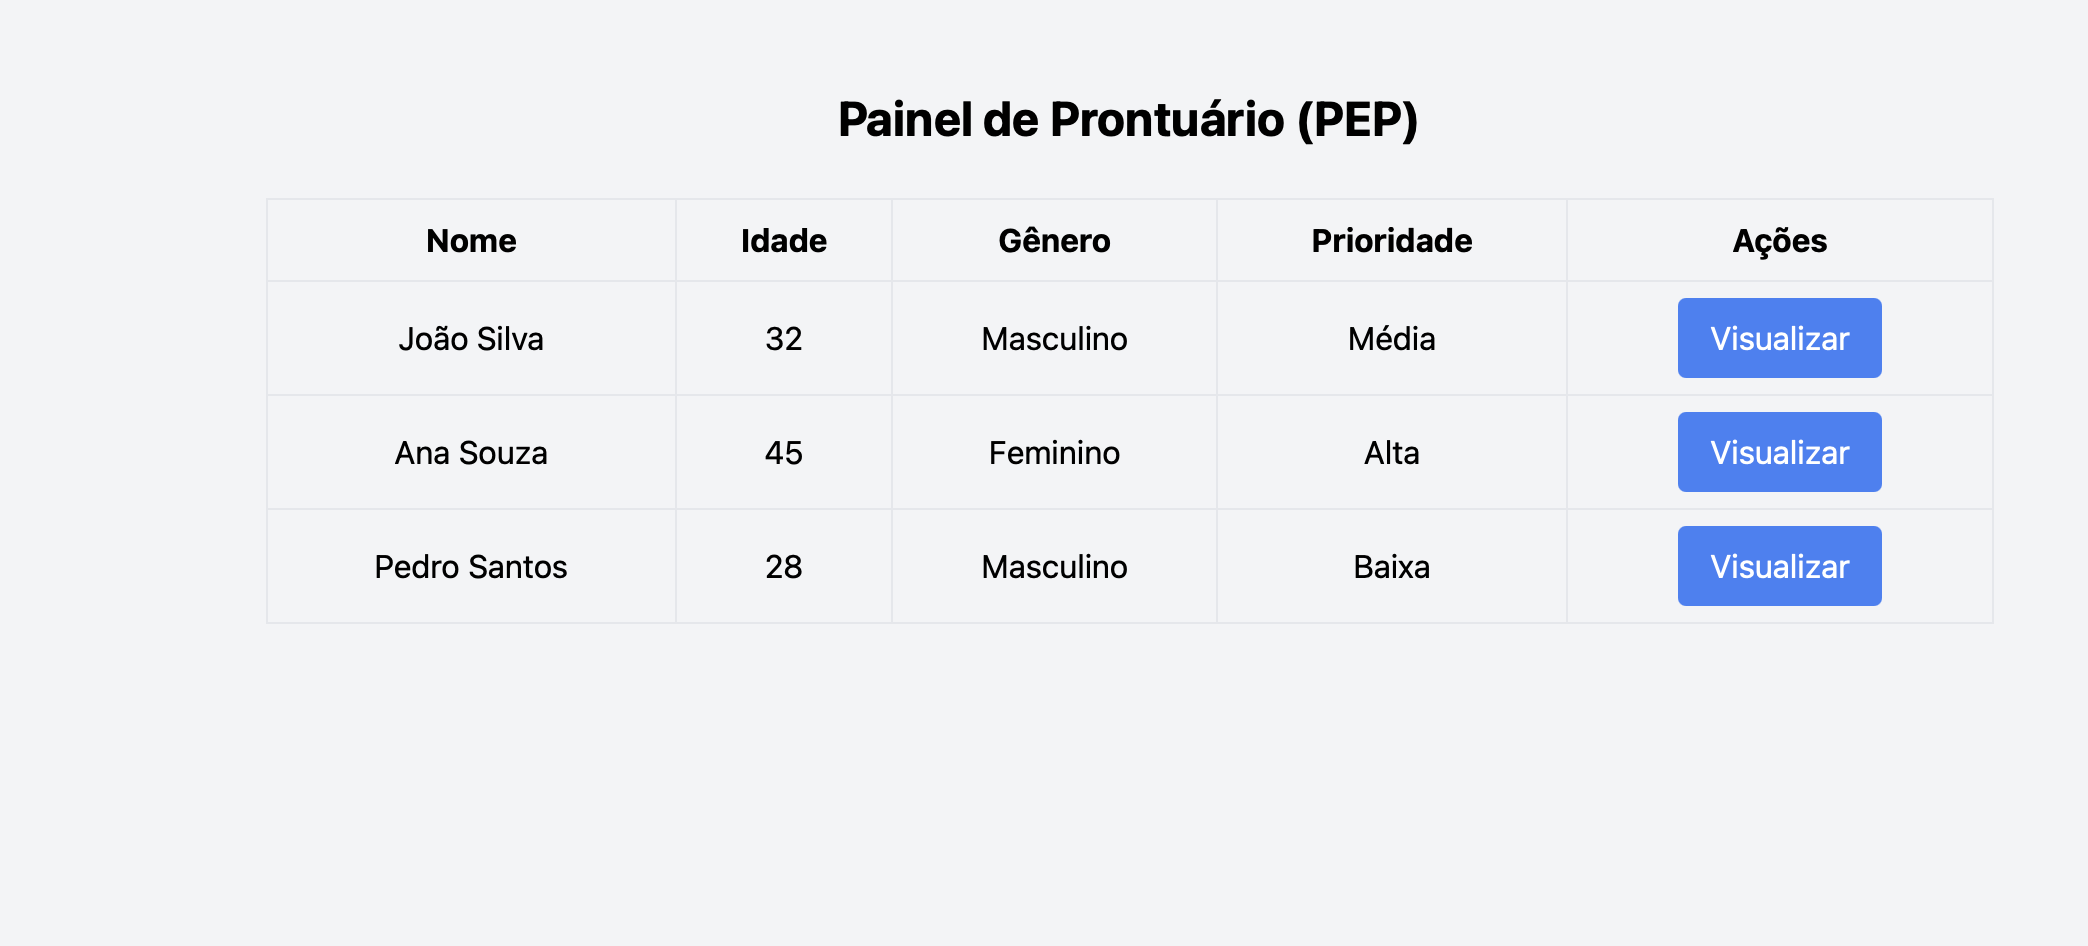 Painel de Prontuário (PEP)
Nome Idade Gênero Prioridade Ações
João Silva 32 Masculino Média Visualizar
Ana Souza 45 Feminino Alta Visualizar
Pedro Santos 28 Masculino Baixa Visualizar